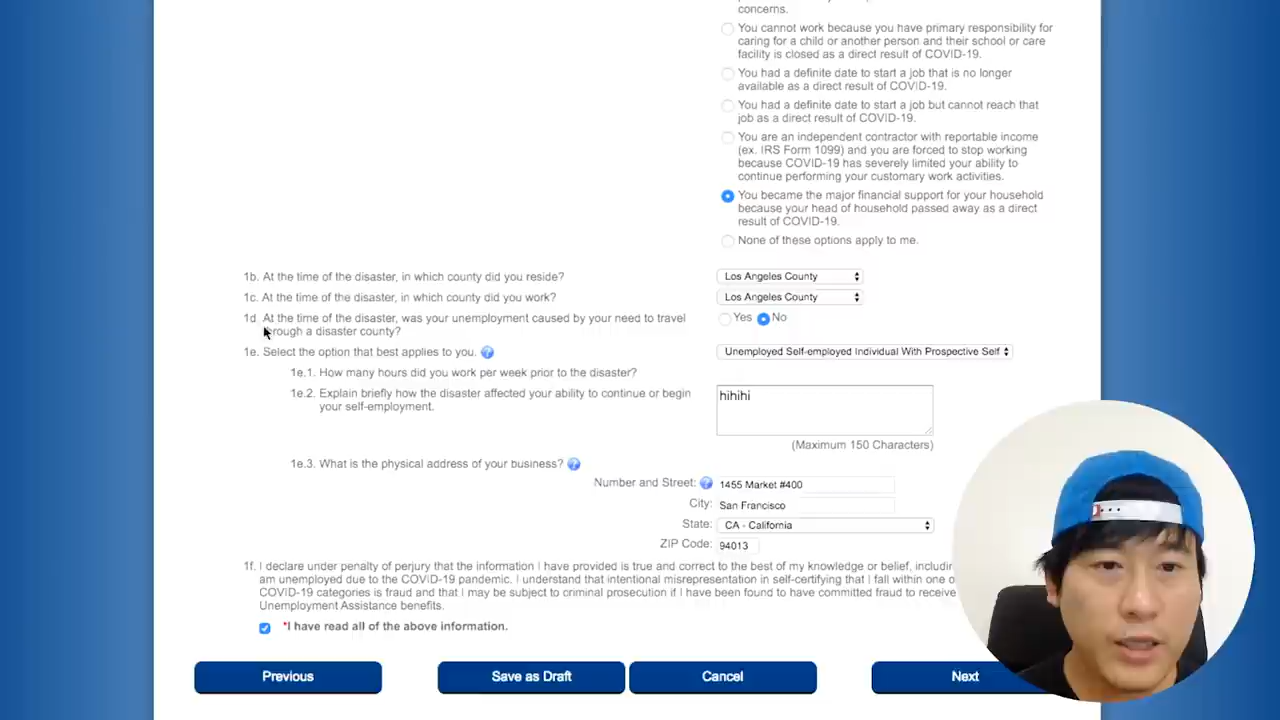 concerns.
You cannot work because you have primary responsibility for
caring for a child or another person and their school or care
facility is closed as a direct result of COVID-19.
You had a definite date to start a job that is no longer
available as a direct result of COVID-19.
You had a definite date to start a job but cannot reach that
job as a direct result of COVID-19.
You are an independent contractor with reportable income
(ex. IRS Form 1099) and you are forced to stop working
because COVID-19 has severely limited your ability to
continue performing your customary work activities.
You became the major financial support for your household
because your head of household passed away as a direct
result of COVID-19.
None of these options apply to me.
1b. At the time of the disaster, in which county did you reside? Los Angeles County
1c. At the time of the disaster, in which county did you work? Los Angeles County
1d. At the time of the disaster, was your unemployment caused by your need to travel Yes No
through a disaster county?
1e. Select the option that best applies to you. ? Unemployed Self-employed Individual With Prospective Self
1e.1. How many hours did you work per week prior to the disaster?
1e.2. Explain briefly how the disaster affected your ability to continue or begin hihihi
your self-employment.
(Maximum 150 Characters)
1e.3. What is the physical address of your business? ?
Number and Street: ? 1455 Market #400
City: San Francisco
State: CA - California
ZIP Code: 94013
1f. I declare under penalty of perjury that the information I have provided is true and correct to the best of my knowledge or belief,
am unemployed due to the COVID-19 pandemic. I understand that intentional misrepresentation in self-certifying that I fall within one o
COVID-19 categories is fraud and that I may be subject to criminal prosecution if I have been found to have committed fraud to receive
Unemployment Assistance benefits.
*I have read all of the above information.
Previous Save as Draft Cancel Next